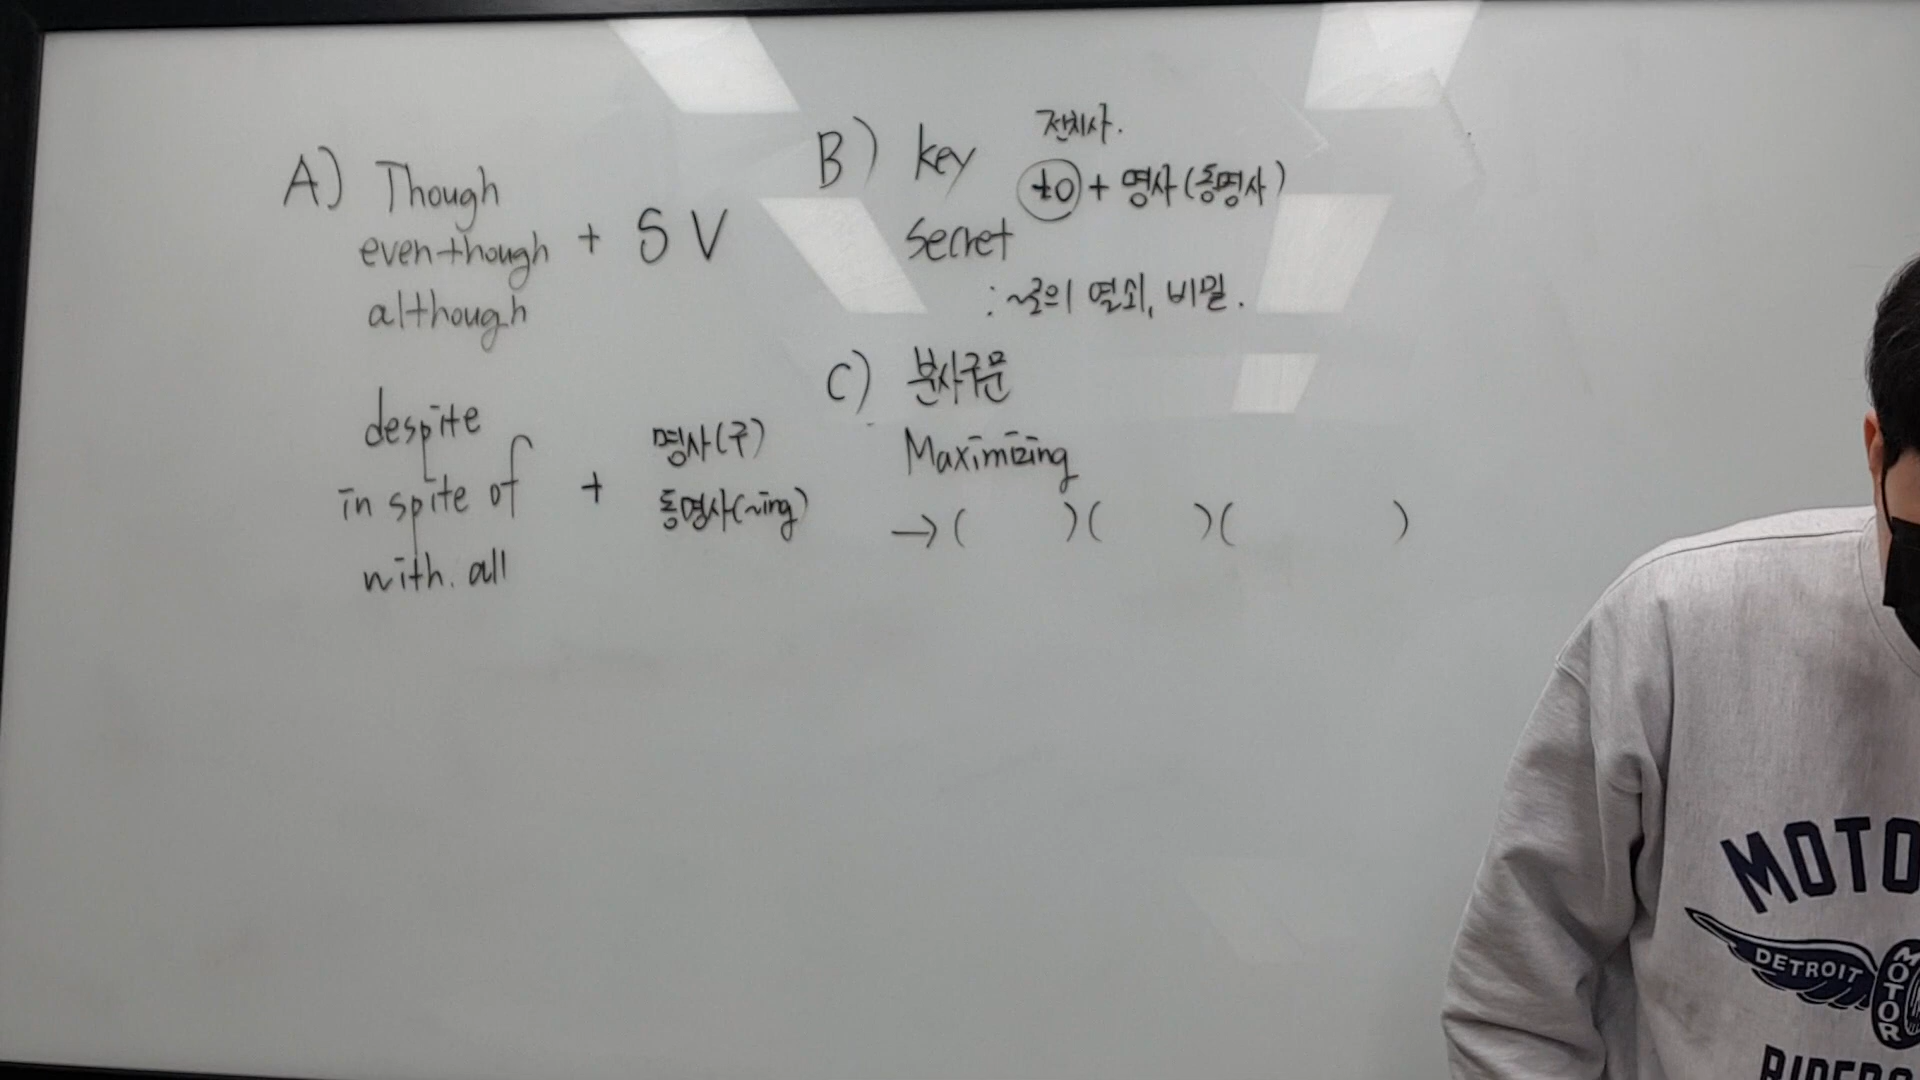 A) Though
even though + S V
although
despite
in spite of + 명사(구)
동명사(~ing)
with. all
B) key
전치사.
to + 명사(동명사)
Secret
: ~로의 열쇠, 비밀.
C) 분사구문
Maximizing
→ ( ) ( ) ( )
MOTO
DETROIT
MOTOR
RIDERS